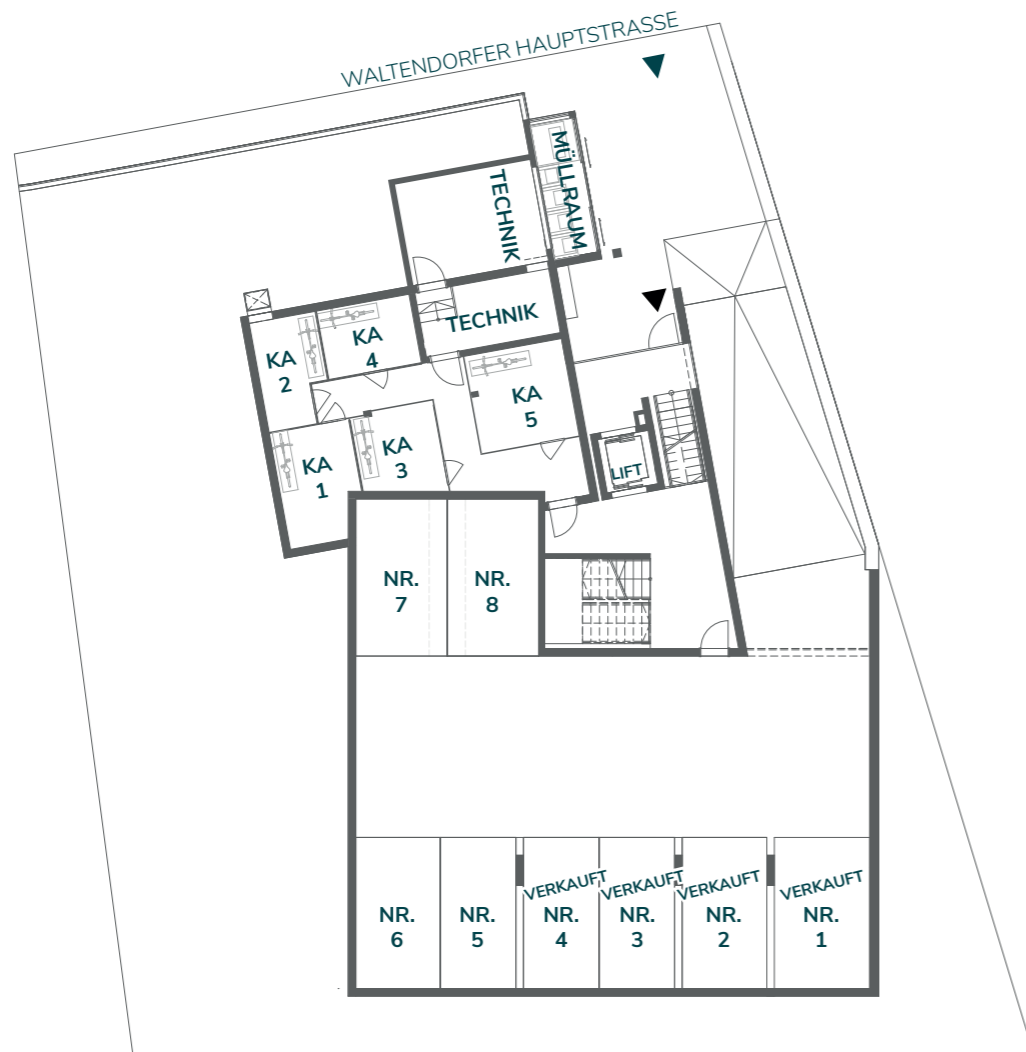 WALTENDORFER HAUPTSTRASSE
MÜLLRAUM
TECHNIK
TECHNIK
KA
4
KA
2
KA
5
KA
3
KA
1
LIFT
NR.
7
NR.
8
VERKAUFT
VERKAUFT
VERKAUFT
VERKAUFT
NR.
6
NR.
5
NR.
4
NR.
3
NR.
2
NR.
1